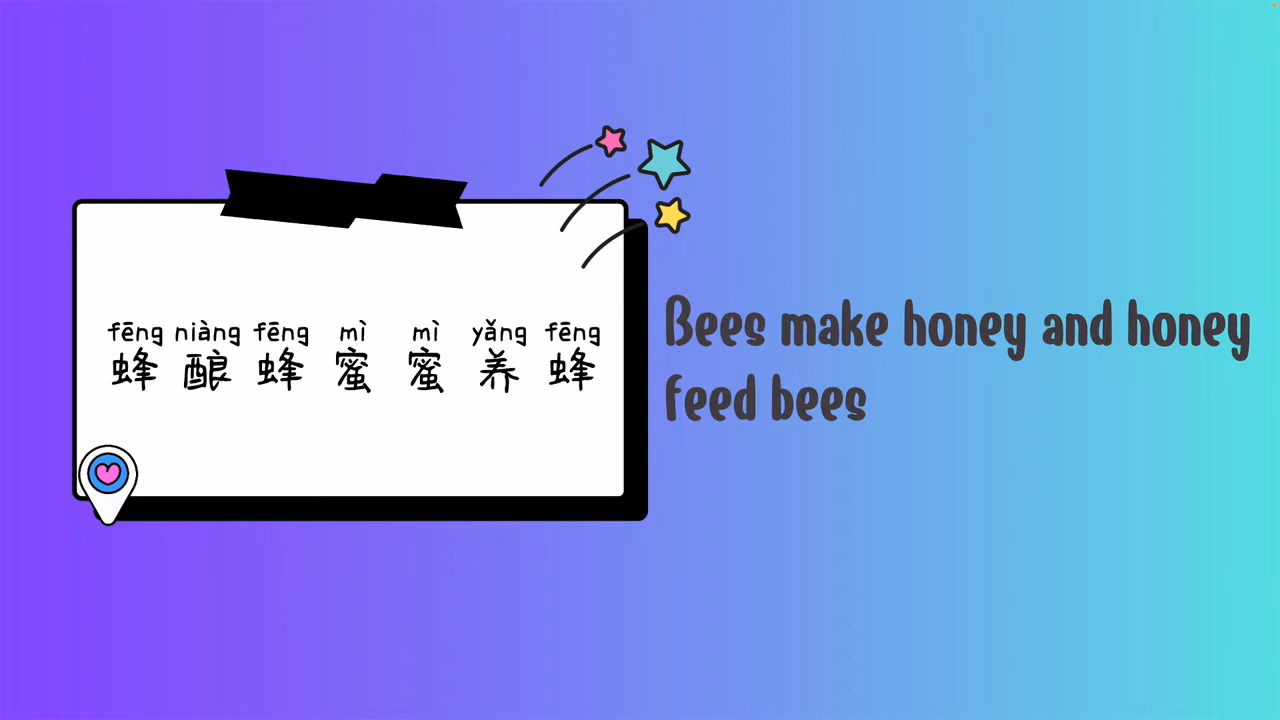 fēng niàng fēng mì mì yǎng fēng
蜂酿蜂蜜蜜养蜂
Bees make honey and honey
feed bees